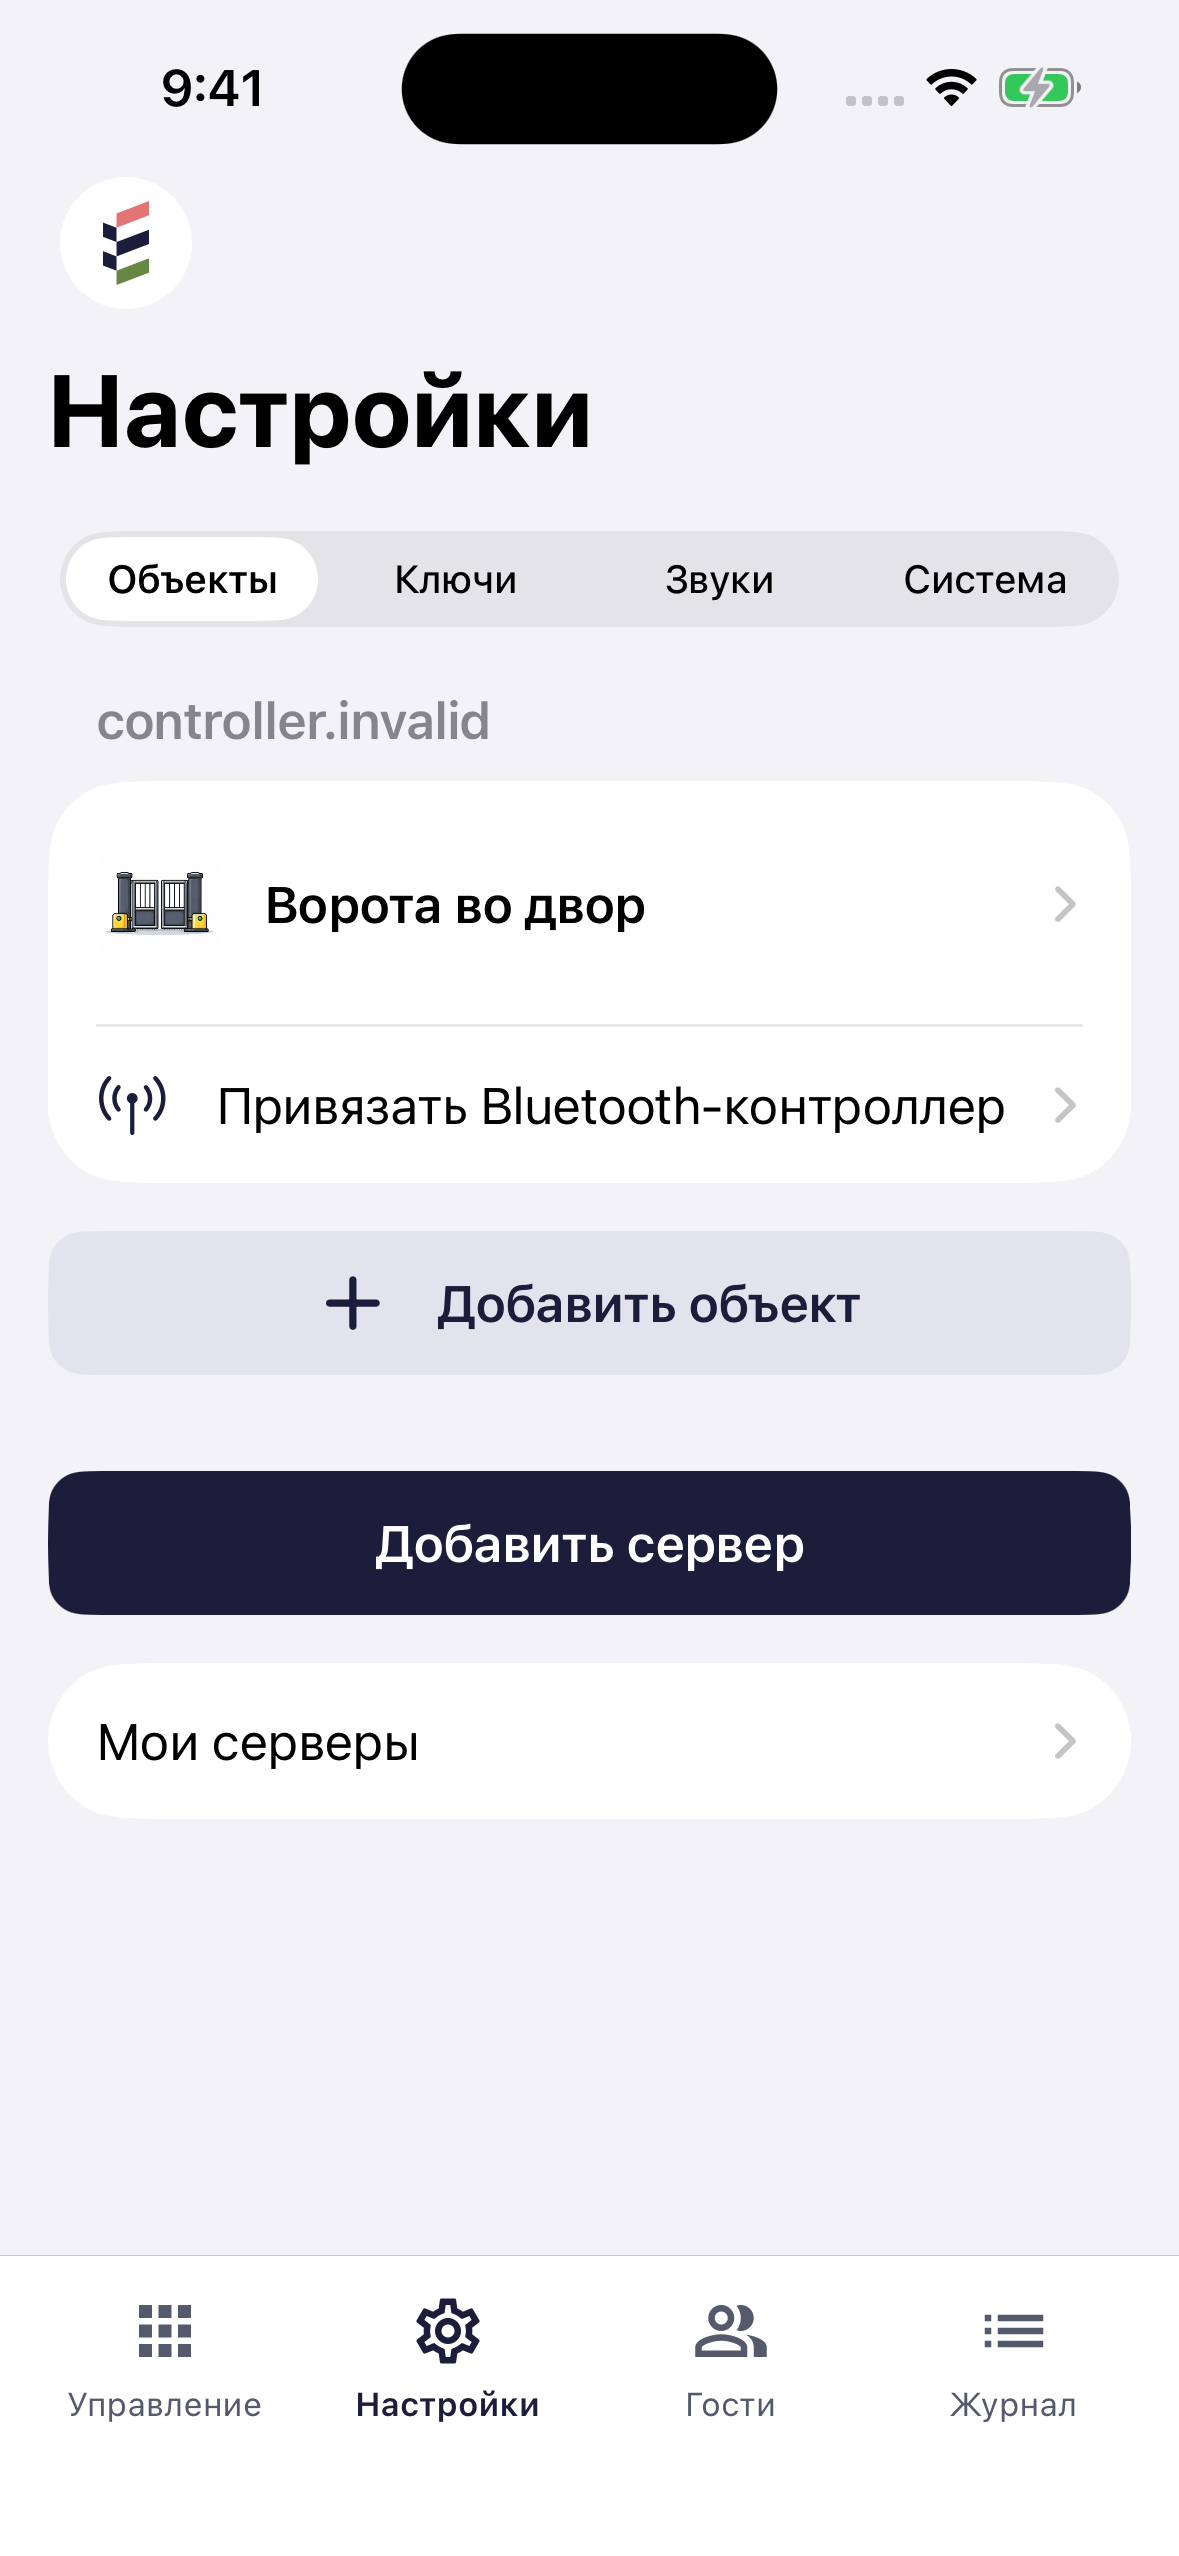 9:41
Настройки
Объекты
Ключи
Звуки
Система
controller.invalid
Ворота во двор
Привязать Bluetooth-контроллер
Добавить объект
Добавить сервер
Мои серверы
Управление
Настройки
Гости
Журнал